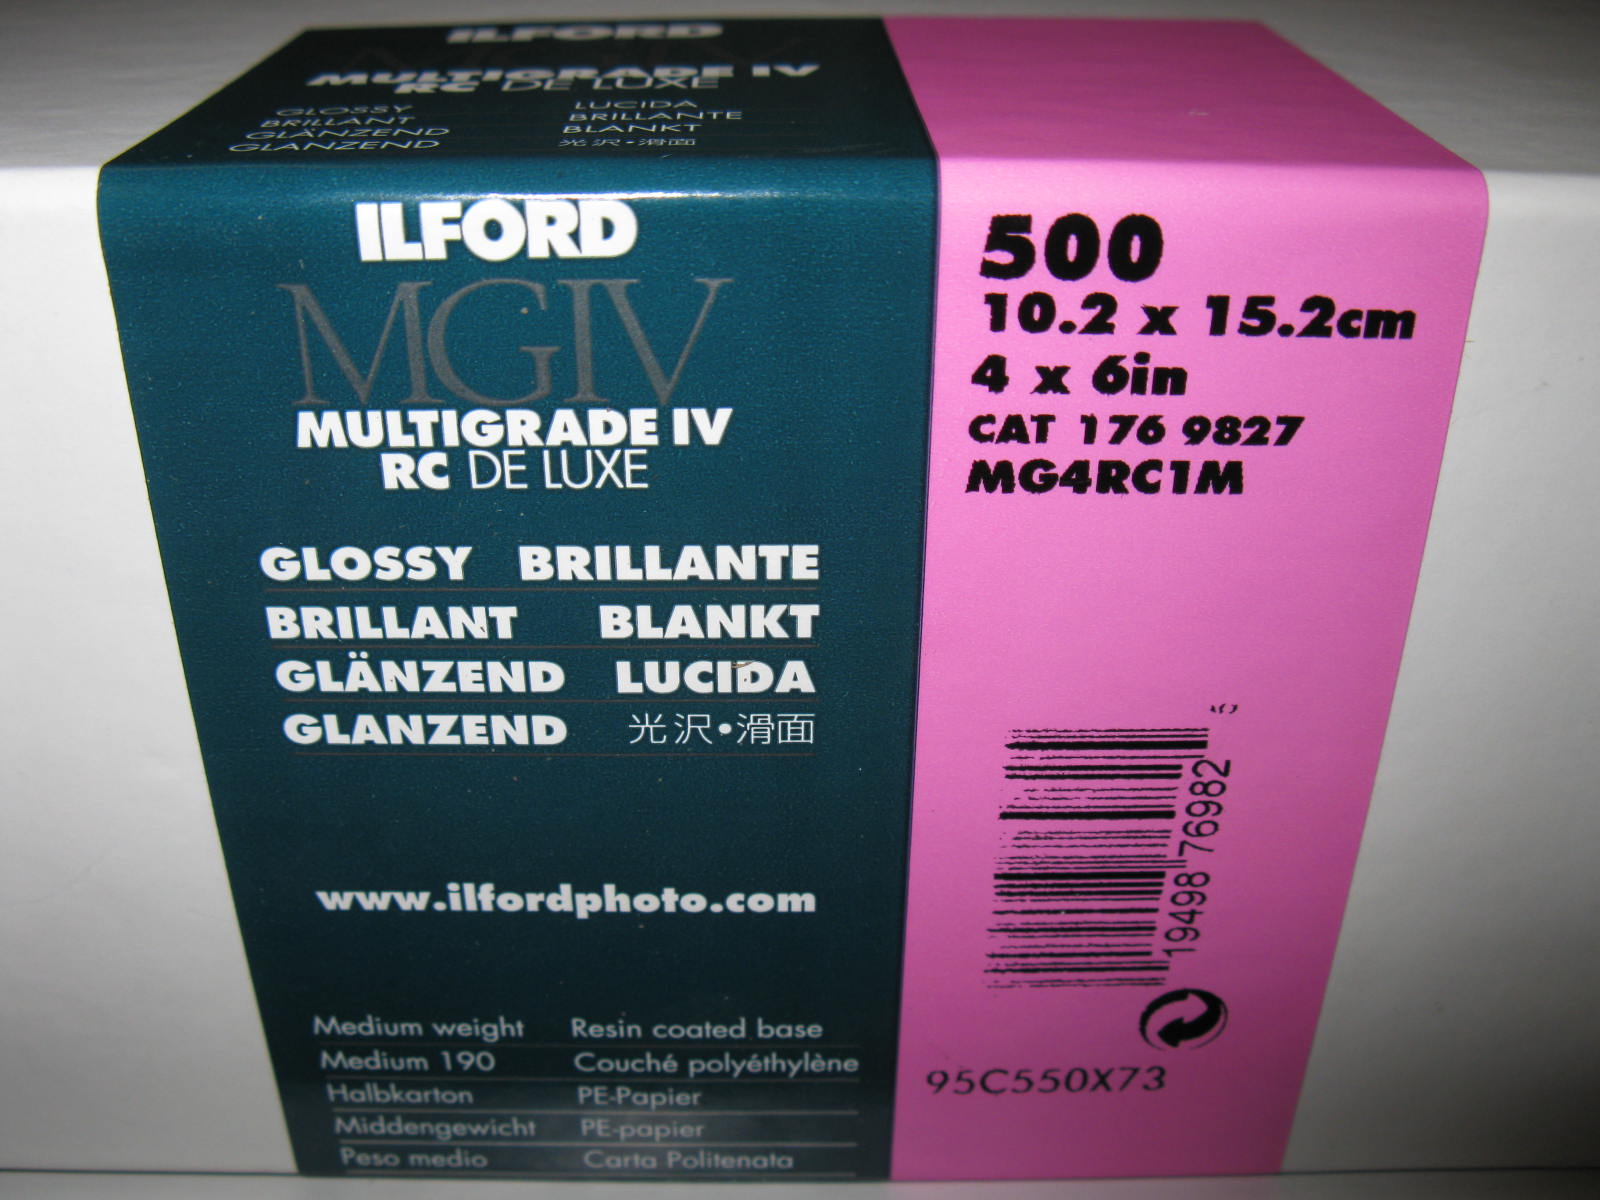 ILFORD
MULTIGRADE IV
RC DE LUXE
GLOSSY LUCIDA
BRILLANT BRILLANTE
GLÄNZEND BLANKT
GLANZEND 光沢・滑面
ILFORD
MGIV
MULTIGRADE IV
RC DE LUXE
GLOSSY BRILLANTE
BRILLANT BLANKT
GLÄNZEND LUCIDA
GLANZEND 光沢・滑面
www.ilfordphoto.com
Medium weight Resin coated base
Medium 190 Couché polyéthylène
Halbkarton PE-Papier
Middengewicht PE-papier
Peso medio Carta Politenata
500
10.2 x 15.2cm
4 x 6in
CAT 176 9827
MG4RC1M
19498 76982
95C550X73